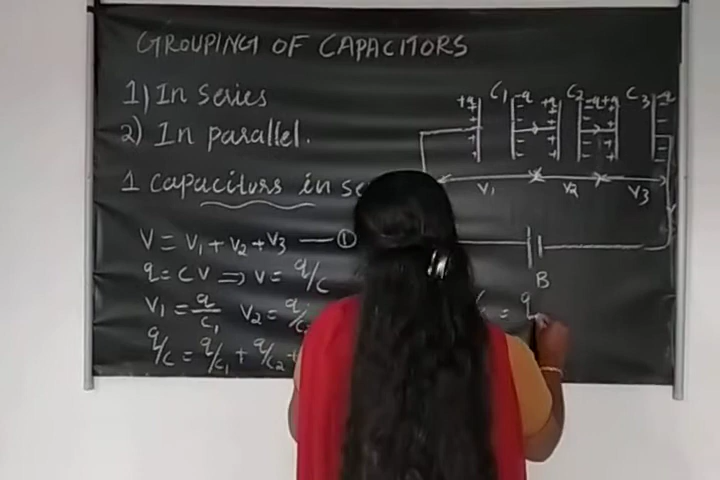 GROUPING OF CAPACITORS
1) In series
2) In parallel.
1 capacitors in se
V = V1 + V2 + V3 — ①
q = CV ⇒ V = q/C
V1 = q/C1 V2 = q/C2
q/C = q/C1 + q/C2 +
+q C1 -q +q C2 -q +q C3 -q
V1 V2 V3
B
= q